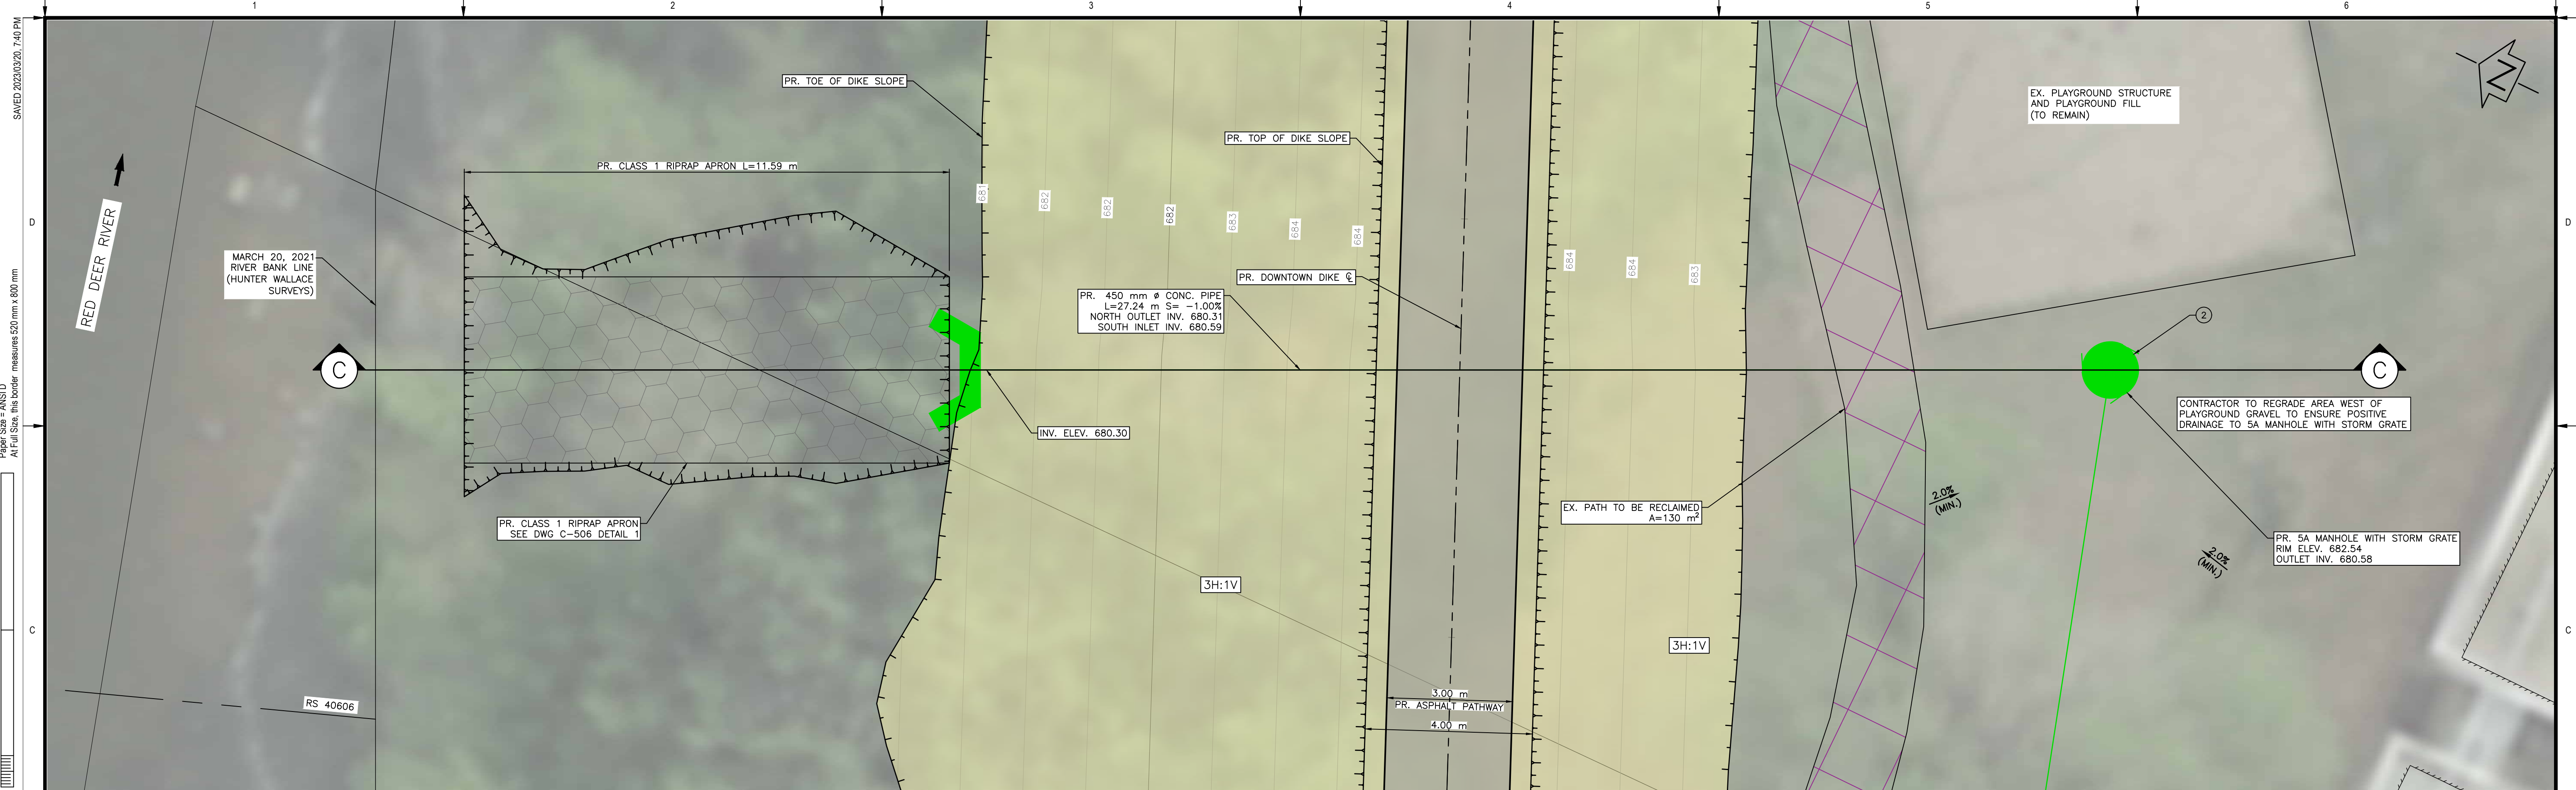 1
2
3
4
5
6
SAVED 2023/03/20, 7:40 PM
At Full Size, this border measures 520 mm x 800 mm
Paper Size = ANSI D
D
C
D
C
PR. TOE OF DIKE SLOPE
PR. TOP OF DIKE SLOPE
EX. PLAYGROUND STRUCTURE
AND PLAYGROUND FILL
(TO REMAIN)
N
PR. CLASS 1 RIPRAP APRON L=11.59 m
681
682
682
682
683
684
684
684
684
683
RED DEER RIVER
MARCH 20, 2021
RIVER BANK LINE
(HUNTER WALLACE
SURVEYS)
PR. DOWNTOWN DIKE ℄
PR. 450 mm ø CONC. PIPE
L=27.24 m S= -1.00%
NORTH OUTLET INV. 680.31
SOUTH INLET INV. 680.59
2
C
C
CONTRACTOR TO REGRADE AREA WEST OF
PLAYGROUND GRAVEL TO ENSURE POSITIVE
DRAINAGE TO 5A MANHOLE WITH STORM GRATE
INV. ELEV. 680.30
EX. PATH TO BE RECLAIMED
A=130 m²
2.0%
(MIN.)
PR. CLASS 1 RIPRAP APRON
SEE DWG C-506 DETAIL 1
PR. 5A MANHOLE WITH STORM GRATE
RIM ELEV. 682.54
OUTLET INV. 680.58
2.0%
(MIN.)
3H:1V
3H:1V
RS 40606
3.00 m
PR. ASPHALT PATHWAY
4.00 m